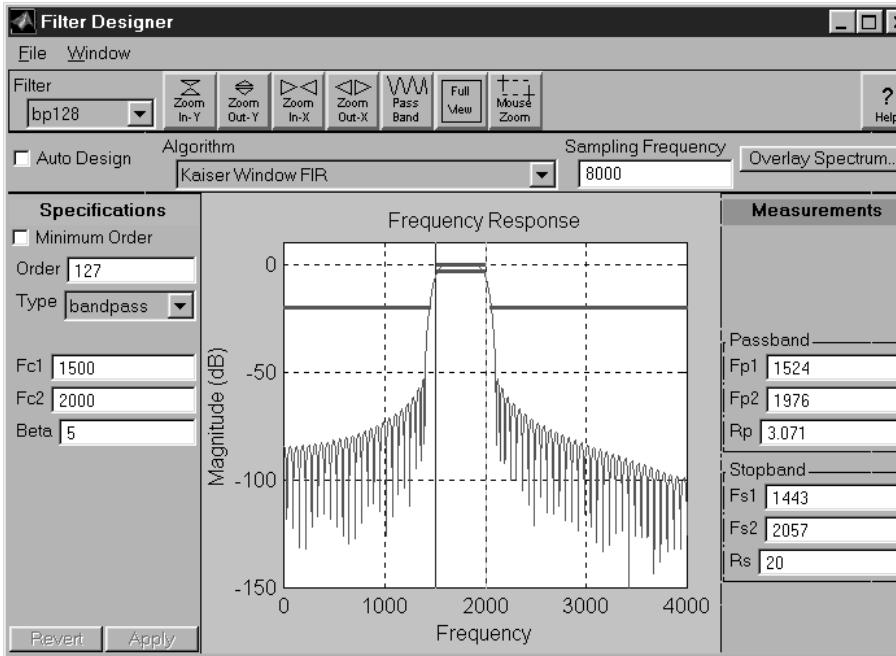 Filter Designer
File Window
Filter
bp128
Zoom In-Y
Zoom Out-Y
Zoom In-X
Zoom Out-X
Pass Band
Full View
Mouse Zoom
?
Help
Auto Design
Algorithm
Kaiser Window FIR
Sampling Frequency
8000
Overlay Spectrum...
Specifications
Minimum Order
Order 127
Type bandpass
Fc1 1500
Fc2 2000
Beta 5
Revert Apply
Frequency Response
Magnitude (dB)
0
-50
-100
-150
0 1000 2000 3000 4000
Frequency
Measurements
Passband
Fp1 1524
Fp2 1976
Rp 3.071
Stopband
Fs1 1443
Fs2 2057
Rs 20